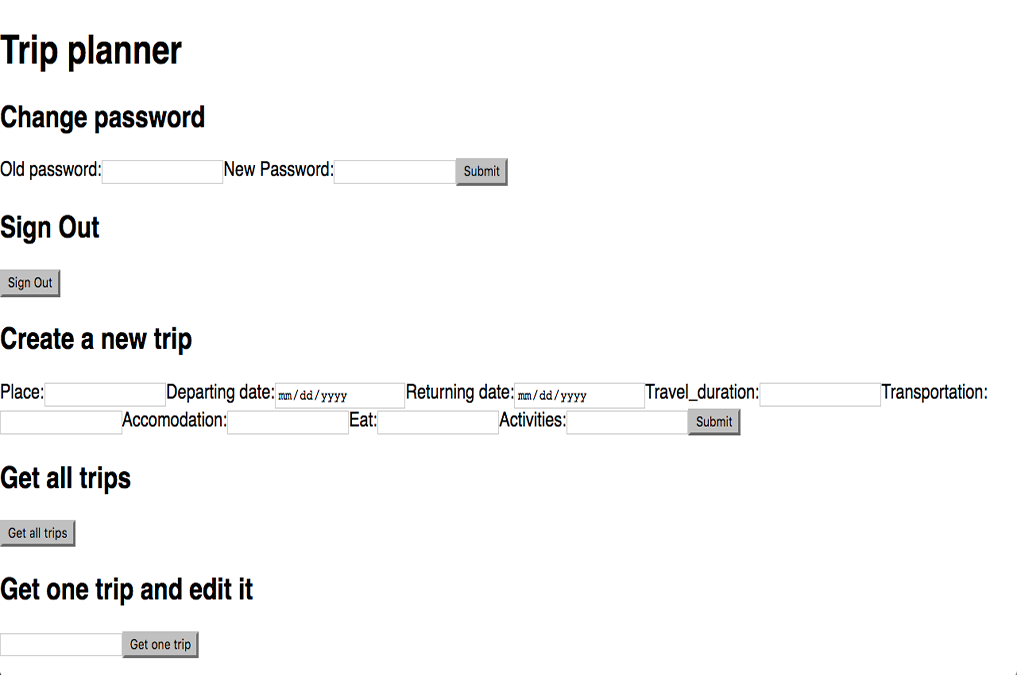 Trip planner
Change password
Old password: New Password: Submit
Sign Out
Sign Out
Create a new trip
Place: Departing date: mm/dd/yyyy Returning date: mm/dd/yyyy Travel_duration: Transportation:
Accomodation: Eat: Activities: Submit
Get all trips
Get all trips
Get one trip and edit it
Get one trip